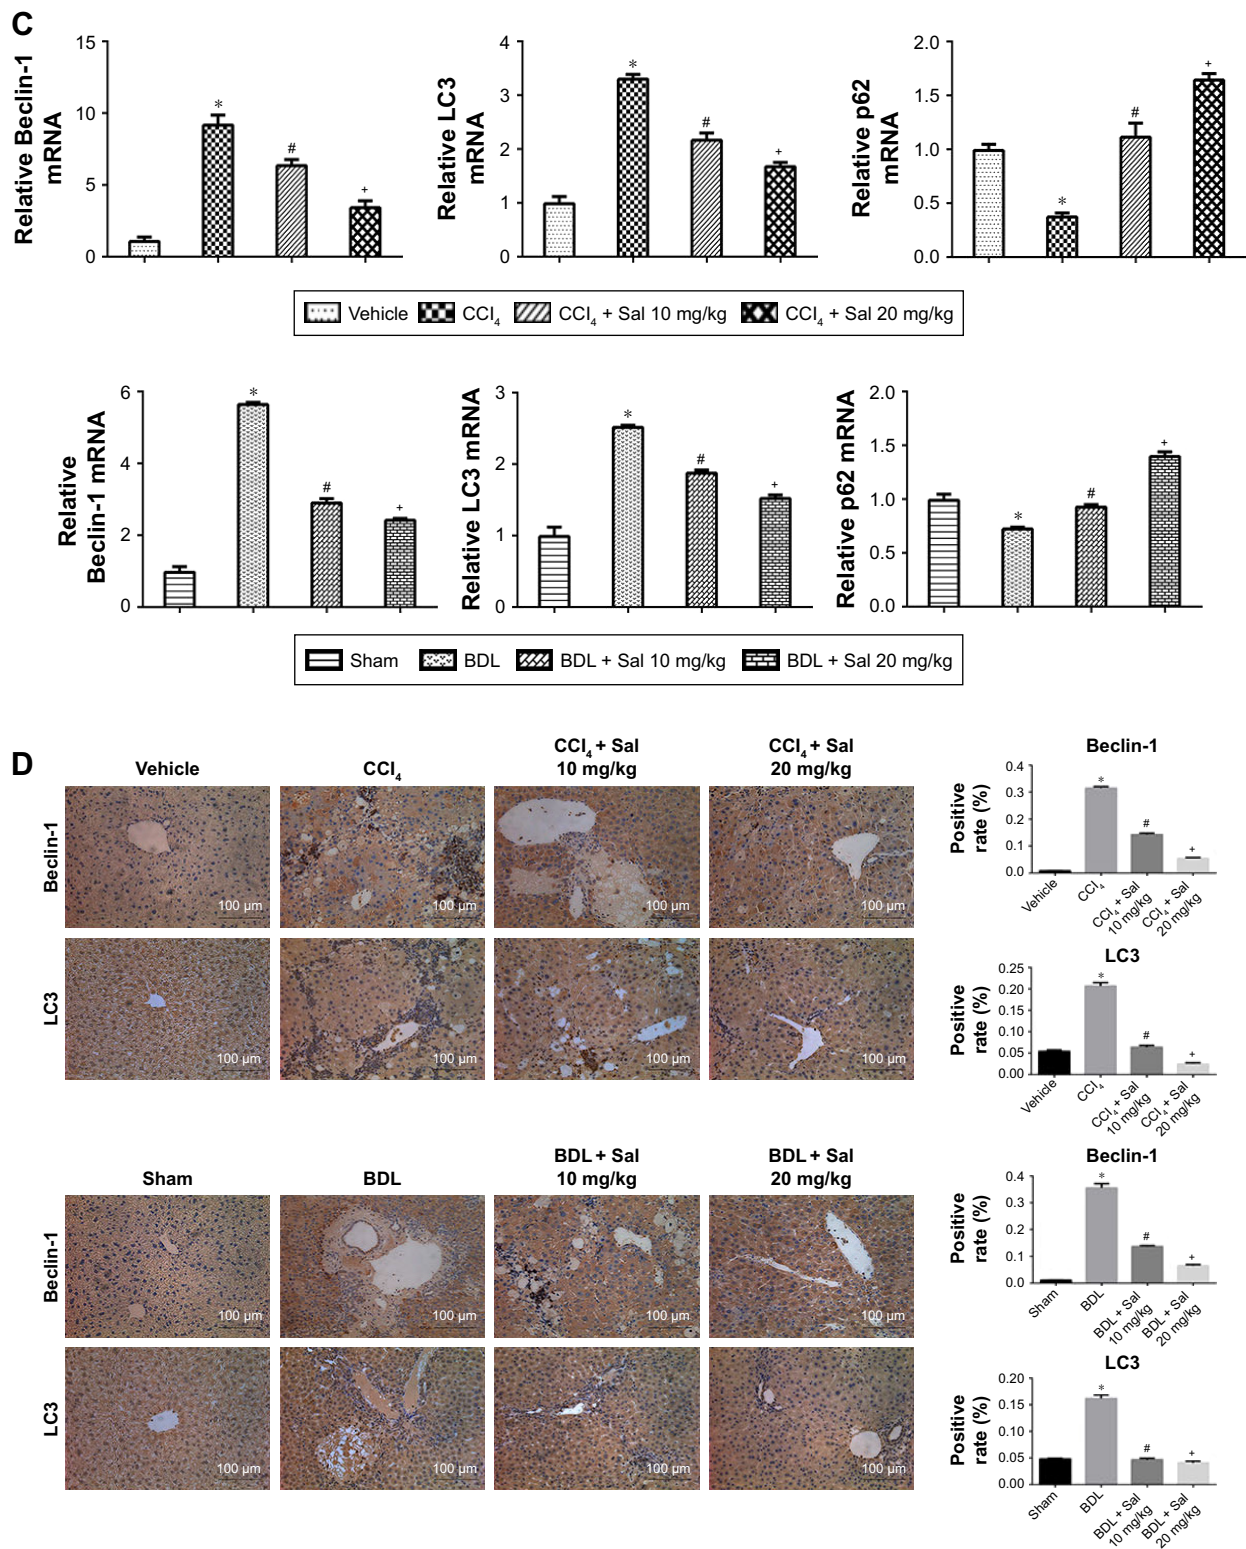 C
Relative Beclin-1
mRNA
15
10
5
0
*
#
+
Relative LC3
mRNA
4
3
2
1
0
*
#
+
Relative p62
mRNA
2.0
1.5
1.0
0.5
0.0
*
#
+
Vehicle CCl4 CCl4 + Sal 10 mg/kg CCl4 + Sal 20 mg/kg
Relative
Beclin-1 mRNA
6
4
2
0
*
#
+
Relative LC3 mRNA
3
2
1
0
*
#
+
Relative p62 mRNA
2.0
1.5
1.0
0.5
0.0
*
#
+
Sham BDL BDL + Sal 10 mg/kg BDL + Sal 20 mg/kg
D
Vehicle
CCl4
CCl4 + Sal
10 mg/kg
CCl4 + Sal
20 mg/kg
Beclin-1
100 µm
100 µm
100 µm
100 µm
LC3
100 µm
100 µm
100 µm
100 µm
Beclin-1
Positive
rate (%)
0.4
0.3
0.2
0.1
0.0
*
#
+
Vehicle
CCl4
CCl4 + Sal
10 mg/kg
CCl4 + Sal
20 mg/kg
LC3
Positive
rate (%)
0.25
0.20
0.15
0.10
0.05
0.00
*
#
+
Vehicle
CCl4
CCl4 + Sal
10 mg/kg
CCl4 + Sal
20 mg/kg
Sham
BDL
BDL + Sal
10 mg/kg
BDL + Sal
20 mg/kg
Beclin-1
100 µm
100 µm
100 µm
100 µm
LC3
100 µm
100 µm
100 µm
100 µm
Beclin-1
Positive
rate (%)
0.4
0.3
0.2
0.1
0.0
*
#
+
Sham
BDL
BDL + Sal
10 mg/kg
BDL + Sal
20 mg/kg
LC3
Positive
rate (%)
0.20
0.15
0.10
0.05
0.00
*
#
+
Sham
BDL
BDL + Sal
10 mg/kg
BDL + Sal
20 mg/kg